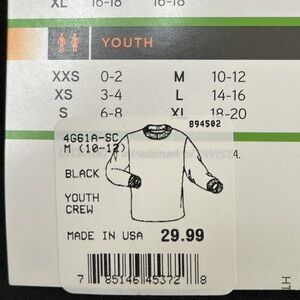 XL 16-18 16-18
YOUTH
XXS 0-2 M 10-12
XS 3-4 L 14-16
S 6-8 XL 18-20
894502
4GG1A-SC
M (10-12)
BLACK
YOUTH
CREW
MADE IN USA 29.99
7 85146 45372 8